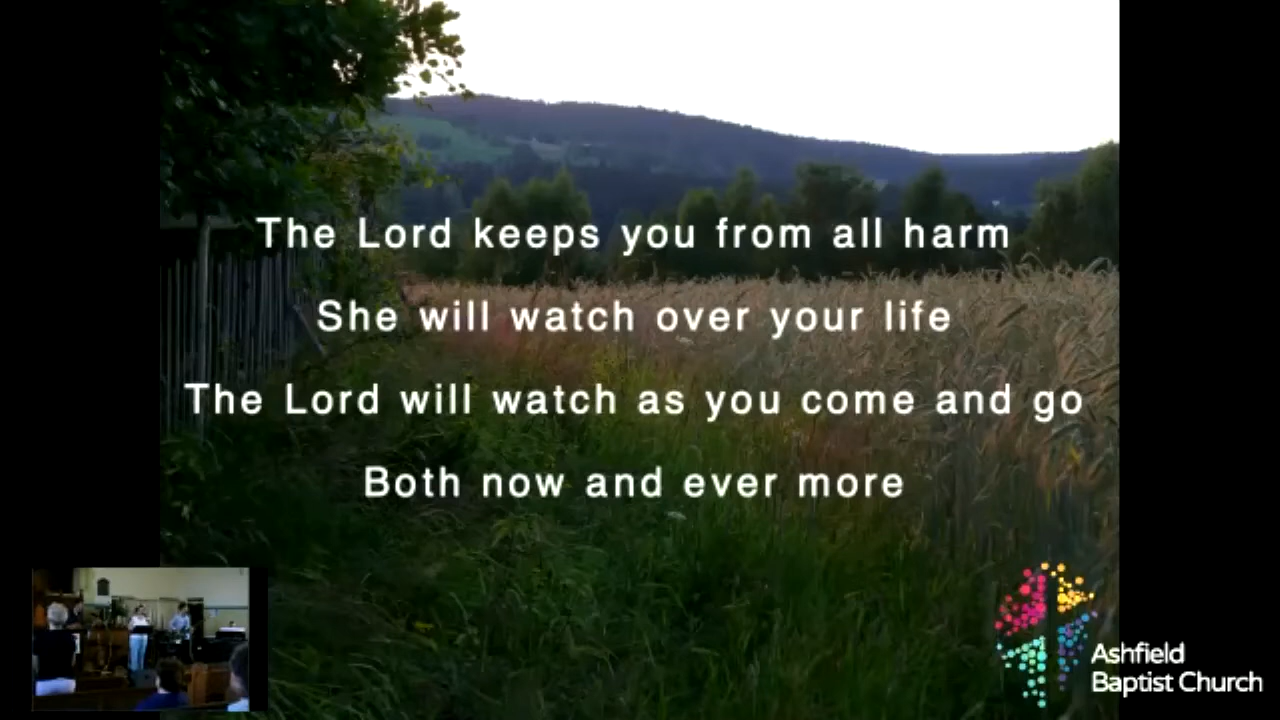 The Lord keeps you from all harm
She will watch over your life
The Lord will watch as you come and go
Both now and ever more
Ashfield
Baptist Church